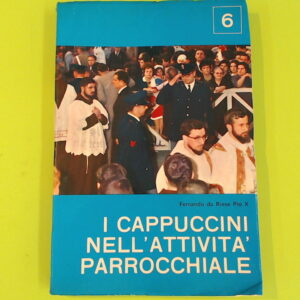 6
Fernando da Riese Pio X
I CAPPUCCINI
NELL'ATTIVITA'
PARROCCHIALE